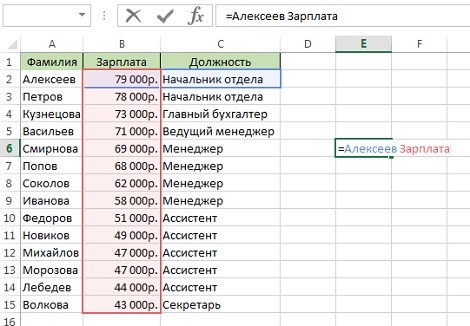 fx =Алексеев Зарплата
A B C D E F
1 Фамилия Зарплата Должность
2 Алексеев 79 000р. Начальник отдела
3 Петров 78 000р. Начальник отдела
4 Кузнецова 73 000р. Главный бухгалтер
5 Васильев 71 000р. Ведущий менеджер
6 Смирнова 69 000р. Менеджер =Алексеев Зарплата
7 Попов 68 000р. Менеджер
8 Соколов 62 000р. Менеджер
9 Иванова 58 000р. Менеджер
10 Федоров 51 000р. Ассистент
11 Новиков 49 000р. Ассистент
12 Михайлов 47 000р. Ассистент
13 Морозова 47 000р. Ассистент
14 Лебедев 44 000р. Ассистент
15 Волкова 43 000р. Секретарь
16